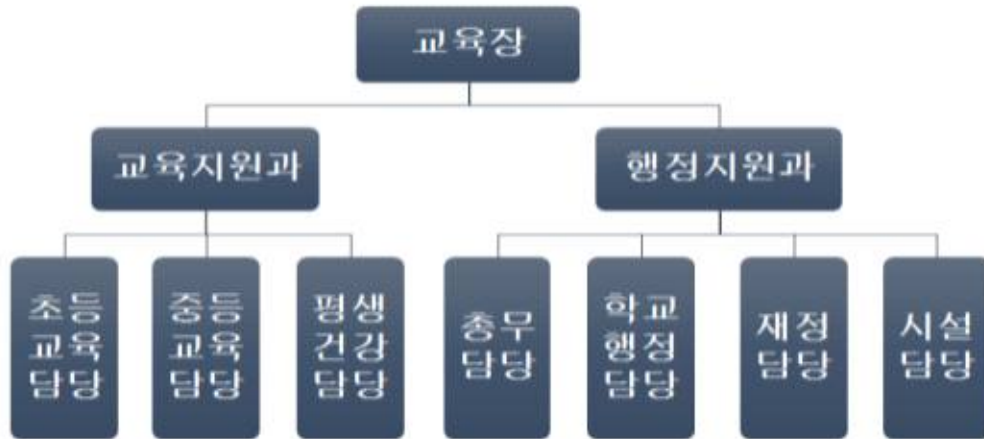 교육장
교육지원과
행정지원과
초등
교육
담당
중등
교육
담당
평생
건강
담당
총무
담당
학교
행정
담당
재정
담당
시설
담당